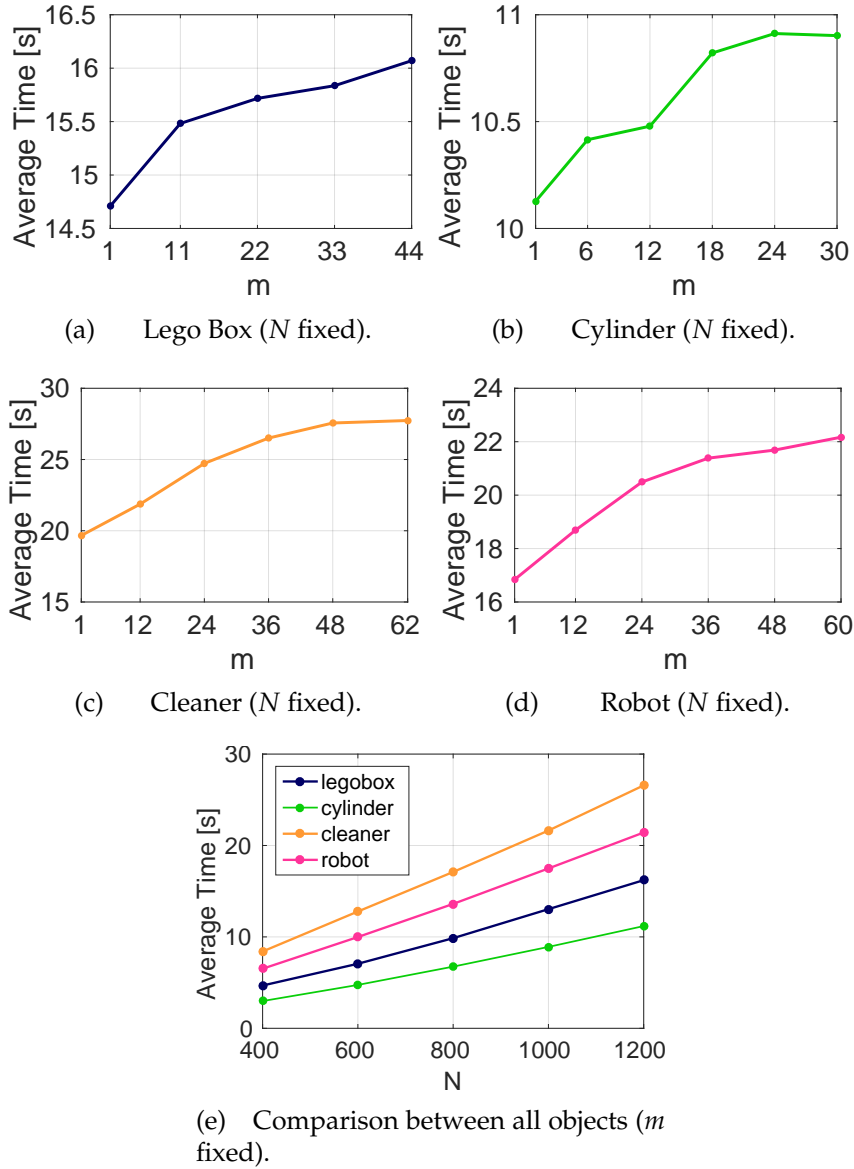 16.5
16
15.5
15
14.5
Average Time [s]
1 11 22 33 44
m
(a) Lego Box (N fixed).
11
10.5
10
Average Time [s]
1 6 12 18 24 30
m
(b) Cylinder (N fixed).
30
25
20
15
Average Time [s]
1 12 24 36 48 62
m
(c) Cleaner (N fixed).
24
22
20
18
16
Average Time [s]
1 12 24 36 48 60
m
(d) Robot (N fixed).
30
20
10
0
Average Time [s]
legobox
cylinder
cleaner
robot
400 600 800 1000 1200
N
(e) Comparison between all objects (m
fixed).